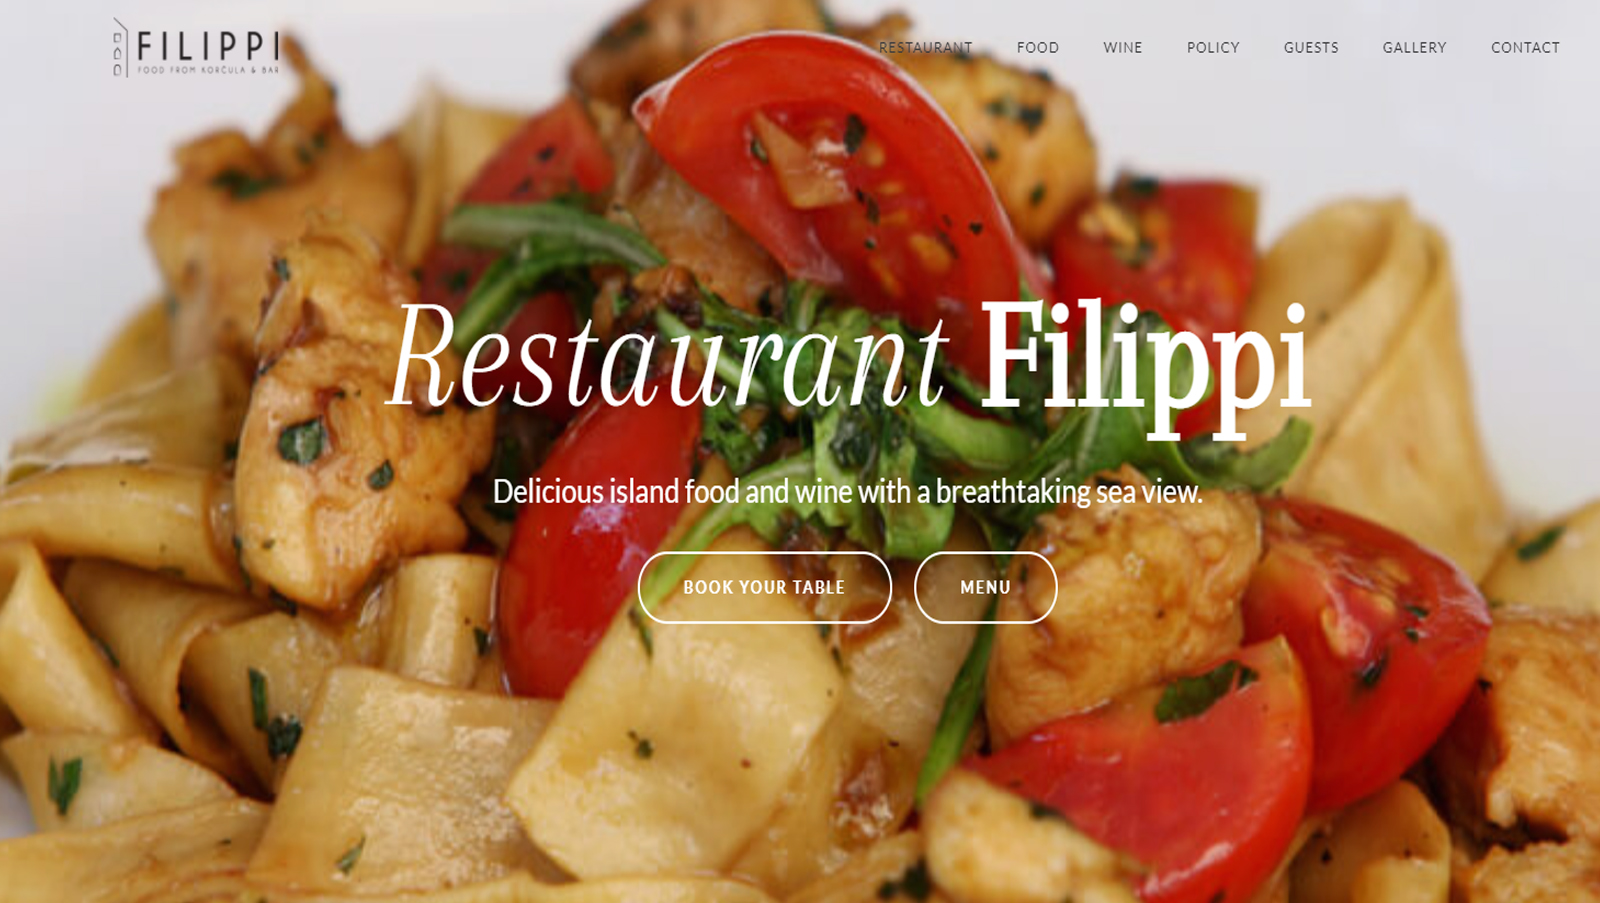 FILIPPI
FOOD FROM KORČULA & BAR
RESTAURANT FOOD WINE POLICY GUESTS GALLERY CONTACT
Restaurant Filippi
Delicious island food and wine with a breathtaking sea view.
BOOK YOUR TABLE MENU